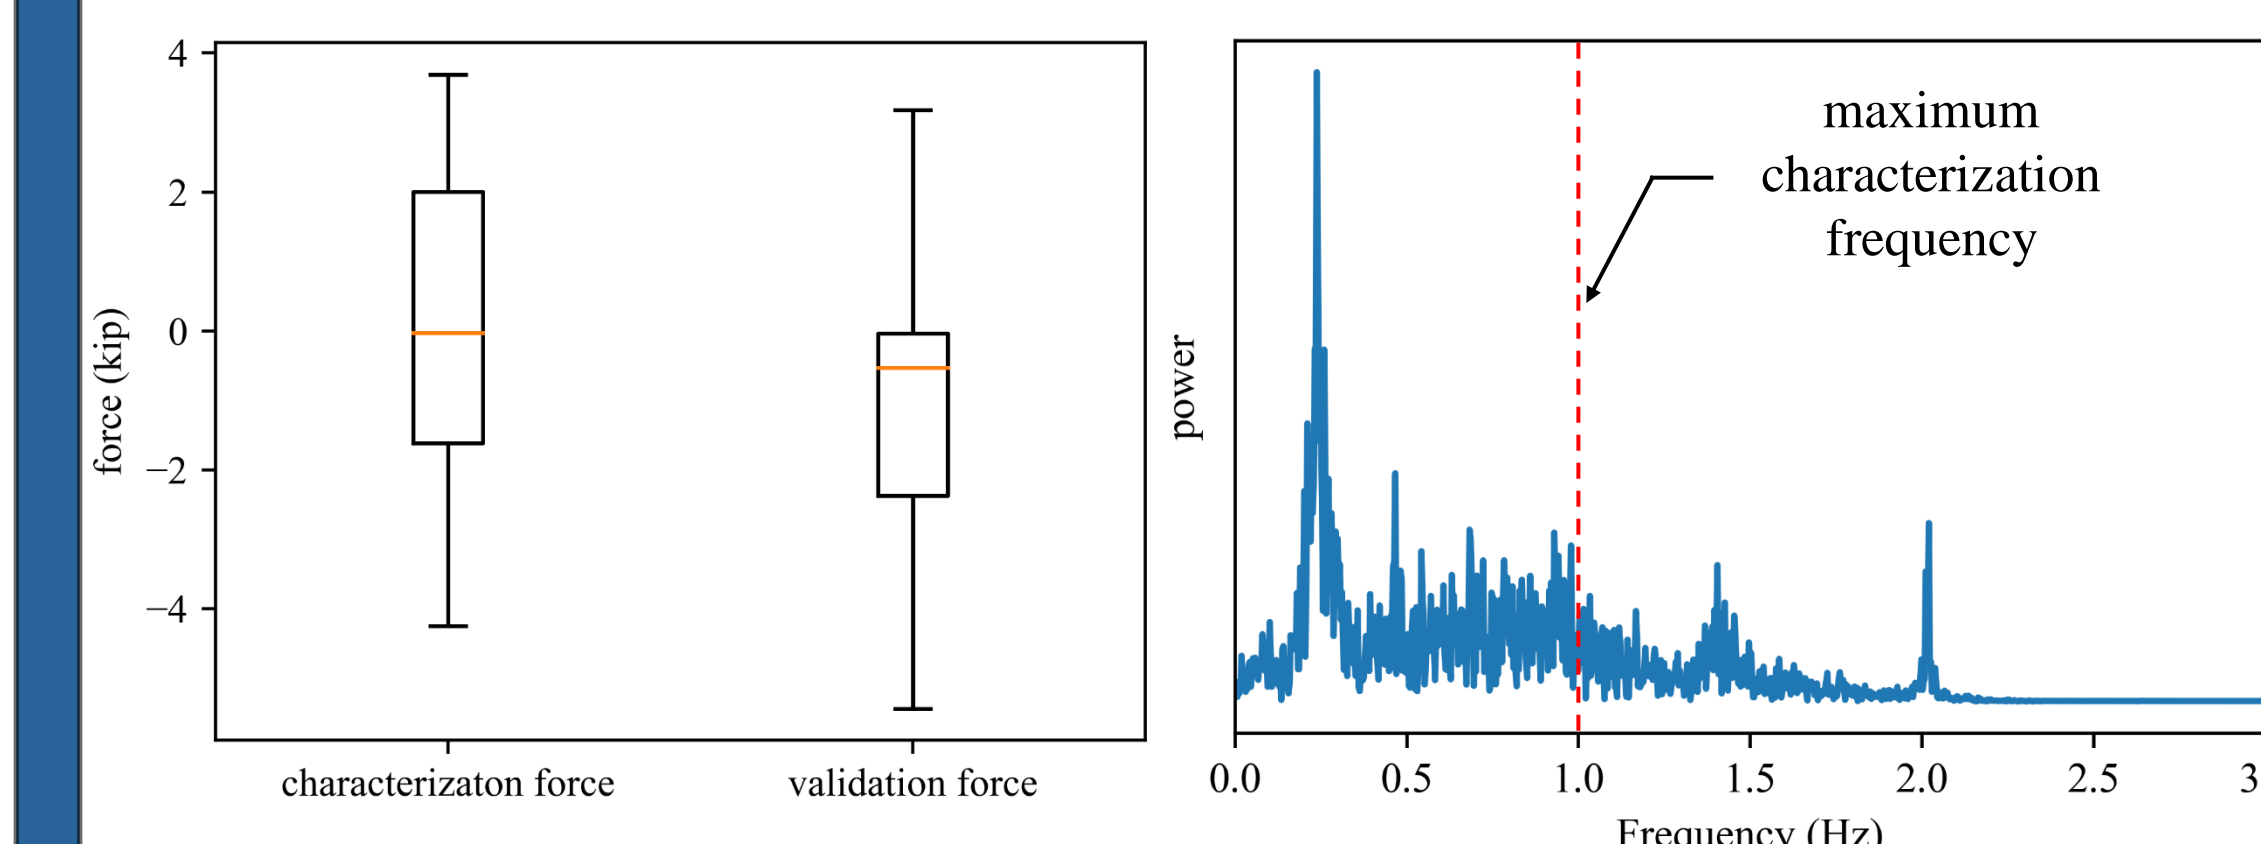 4
2
0
−2
−4
force (kip)
characterizaton force
validation force
power
maximum
characterization
frequency
0.0 0.5 1.0 1.5 2.0 2.5 3
Frequency (Hz)